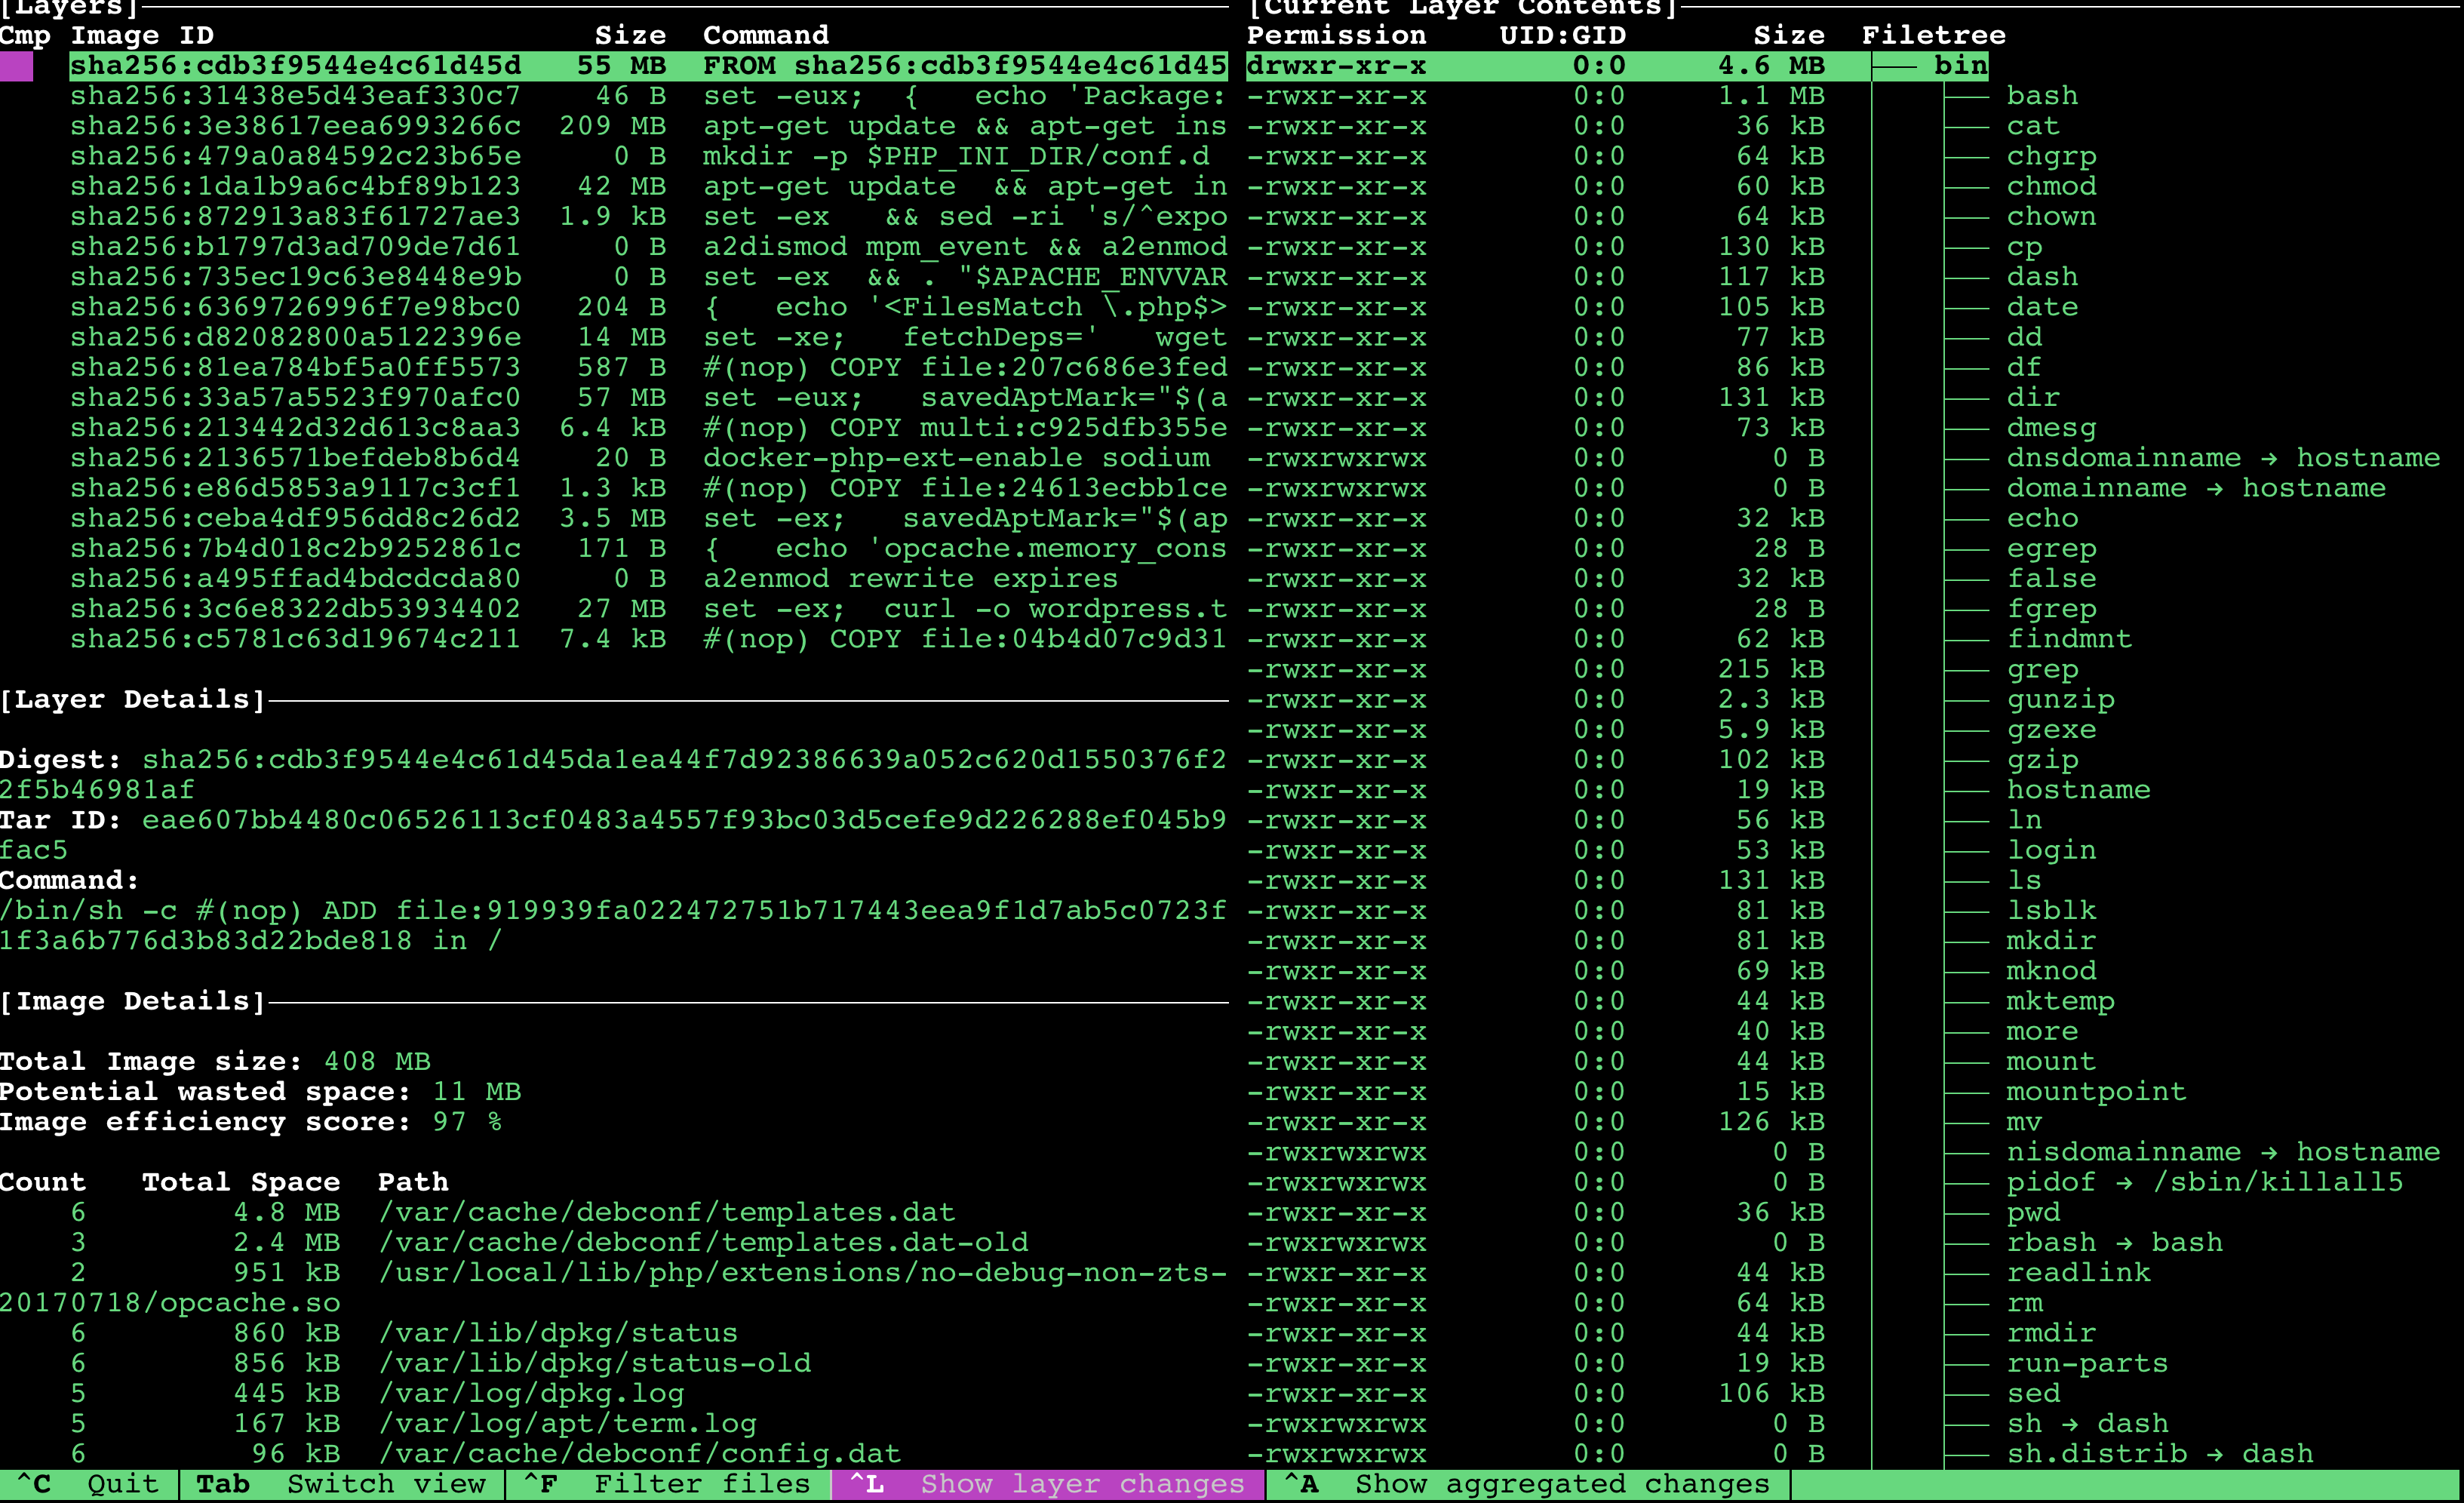 [Layers]
Cmp Image ID Size Command
sha256:cdb3f9544e4c61d45d 55 MB FROM sha256:cdb3f9544e4c61d45
sha256:31438e5d43eaf330c7 46 B set -eux; { echo 'Package:
sha256:3e38617eea6993266c 209 MB apt-get update && apt-get ins
sha256:479a0a84592c23b65e 0 B mkdir -p $PHP_INI_DIR/conf.d
sha256:1da1b9a6c4bf89b123 42 MB apt-get update && apt-get in
sha256:872913a83f61727ae3 1.9 kB set -ex && sed -ri 's/^expo
sha256:b1797d3ad709de7d61 0 B a2dismod mpm_event && a2enmod
sha256:735ec19c63e8448e9b 0 B set -ex && . "$APACHE_ENVVAR
sha256:6369726996f7e98bc0 204 B { echo '<FilesMatch \.php$>
sha256:d82082800a5122396e 14 MB set -xe; fetchDeps=' wget
sha256:81ea784bf5a0ff5573 587 B #(nop) COPY file:207c686e3fed
sha256:33a57a5523f970afc0 57 MB set -eux; savedAptMark="$(a
sha256:213442d32d613c8aa3 6.4 kB #(nop) COPY multi:c925dfb355e
sha256:2136571befdeb8b6d4 20 B docker-php-ext-enable sodium
sha256:e86d5853a9117c3cf1 1.3 kB #(nop) COPY file:24613ecbb1ce
sha256:ceba4df956dd8c26d2 3.5 MB set -ex; savedAptMark="$(ap
sha256:7b4d018c2b9252861c 171 B { echo 'opcache.memory_cons
sha256:a495ffad4bdcdcda80 0 B a2enmod rewrite expires
sha256:3c6e8322db53934402 27 MB set -ex; curl -o wordpress.t
sha256:c5781c63d19674c211 7.4 kB #(nop) COPY file:04b4d07c9d31
[Layer Details]
Digest: sha256:cdb3f9544e4c61d45da1ea44f7d92386639a052c620d1550376f2
2f5b46981af
Tar ID: eae607bb4480c06526113cf0483a4557f93bc03d5cefe9d226288ef045b9
fac5
Command:
/bin/sh -c #(nop) ADD file:919939fa022472751b717443eea9f1d7ab5c0723f
1f3a6b776d3b83d22bde818 in /
[Image Details]
Total Image size: 408 MB
Potential wasted space: 11 MB
Image efficiency score: 97 %
Count Total Space Path
6 4.8 MB /var/cache/debconf/templates.dat
3 2.4 MB /var/cache/debconf/templates.dat-old
2 951 kB /usr/local/lib/php/extensions/no-debug-non-zts-
20170718/opcache.so
6 860 kB /var/lib/dpkg/status
6 856 kB /var/lib/dpkg/status-old
5 445 kB /var/log/dpkg.log
5 167 kB /var/log/apt/term.log
6 96 kB /var/cache/debconf/config.dat
[Current Layer Contents]
Permission UID:GID Size Filetree
drwxr-xr-x 0:0 4.6 MB bin
-rwxr-xr-x 0:0 1.1 MB bash
-rwxr-xr-x 0:0 36 kB cat
-rwxr-xr-x 0:0 64 kB chgrp
-rwxr-xr-x 0:0 60 kB chmod
-rwxr-xr-x 0:0 64 kB chown
-rwxr-xr-x 0:0 130 kB cp
-rwxr-xr-x 0:0 117 kB dash
-rwxr-xr-x 0:0 105 kB date
-rwxr-xr-x 0:0 77 kB dd
-rwxr-xr-x 0:0 86 kB df
-rwxr-xr-x 0:0 131 kB dir
-rwxr-xr-x 0:0 73 kB dmesg
-rwxrwxrwx 0:0 0 B dnsdomainname → hostname
-rwxrwxrwx 0:0 0 B domainname → hostname
-rwxr-xr-x 0:0 32 kB echo
-rwxr-xr-x 0:0 28 B egrep
-rwxr-xr-x 0:0 32 kB false
-rwxr-xr-x 0:0 28 B fgrep
-rwxr-xr-x 0:0 62 kB findmnt
-rwxr-xr-x 0:0 215 kB grep
-rwxr-xr-x 0:0 2.3 kB gunzip
-rwxr-xr-x 0:0 5.9 kB gzexe
-rwxr-xr-x 0:0 102 kB gzip
-rwxr-xr-x 0:0 19 kB hostname
-rwxr-xr-x 0:0 56 kB ln
-rwxr-xr-x 0:0 53 kB login
-rwxr-xr-x 0:0 131 kB ls
-rwxr-xr-x 0:0 81 kB lsblk
-rwxr-xr-x 0:0 81 kB mkdir
-rwxr-xr-x 0:0 69 kB mknod
-rwxr-xr-x 0:0 44 kB mktemp
-rwxr-xr-x 0:0 40 kB more
-rwxr-xr-x 0:0 44 kB mount
-rwxr-xr-x 0:0 15 kB mountpoint
-rwxr-xr-x 0:0 126 kB mv
-rwxrwxrwx 0:0 0 B nisdomainname → hostname
-rwxrwxrwx 0:0 0 B pidof → /sbin/killall5
-rwxr-xr-x 0:0 36 kB pwd
-rwxrwxrwx 0:0 0 B rbash → bash
-rwxr-xr-x 0:0 44 kB readlink
-rwxr-xr-x 0:0 64 kB rm
-rwxr-xr-x 0:0 44 kB rmdir
-rwxr-xr-x 0:0 19 kB run-parts
-rwxr-xr-x 0:0 106 kB sed
-rwxrwxrwx 0:0 0 B sh → dash
-rwxrwxrwx 0:0 0 B sh.distrib → dash
^C Quit Tab Switch view ^F Filter files ^L Show layer changes ^A Show aggregated changes